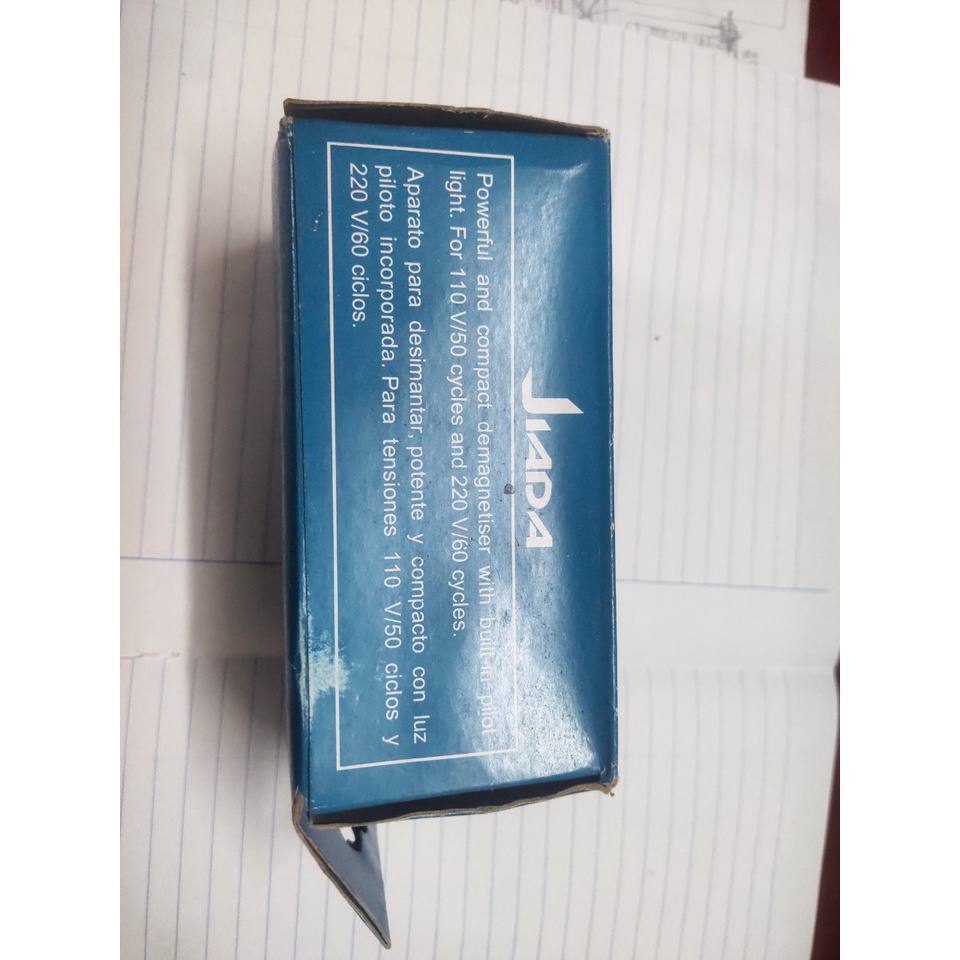 JIADA
Powerful and compact demagnetiser with built-in pilot
light. For 110 V/50 cycles and 220 V/60 cycles.
Aparato para desimantar, potente y compacto con luz
piloto incorporada. Para tensiones 110 V/50 ciclos y
220 V/60 ciclos.